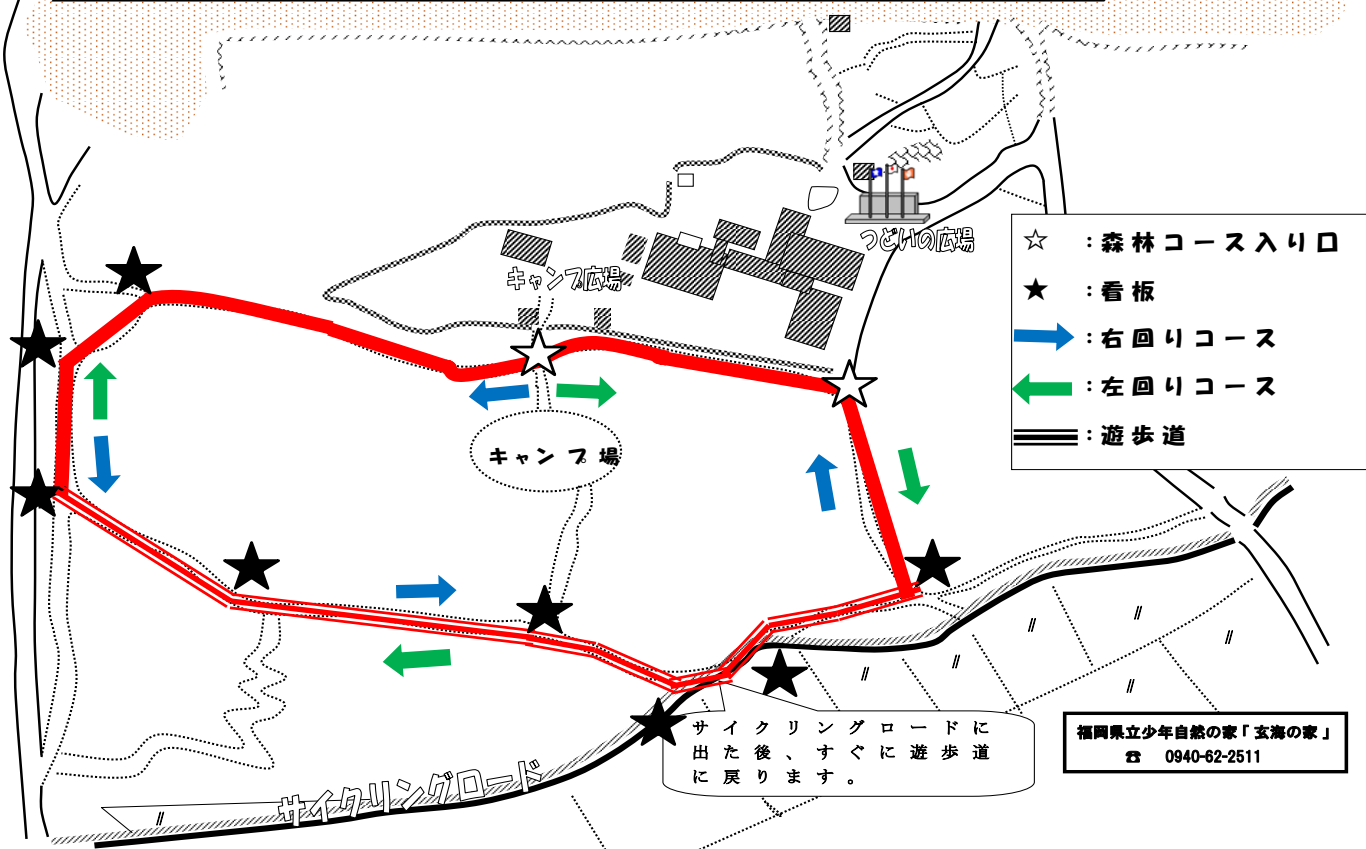 つどいの広場
キャンプ広場
☆ : 森林コース入り口
★ : 看板
: 右回りコース
: 左回りコース
: 遊歩道
キャンプ場
サイクリングロードに
出た後、すぐに遊歩道
に戻ります。
福岡県立少年自然の家「玄海の家」
☎ 0940-62-2511
サイクリングロード